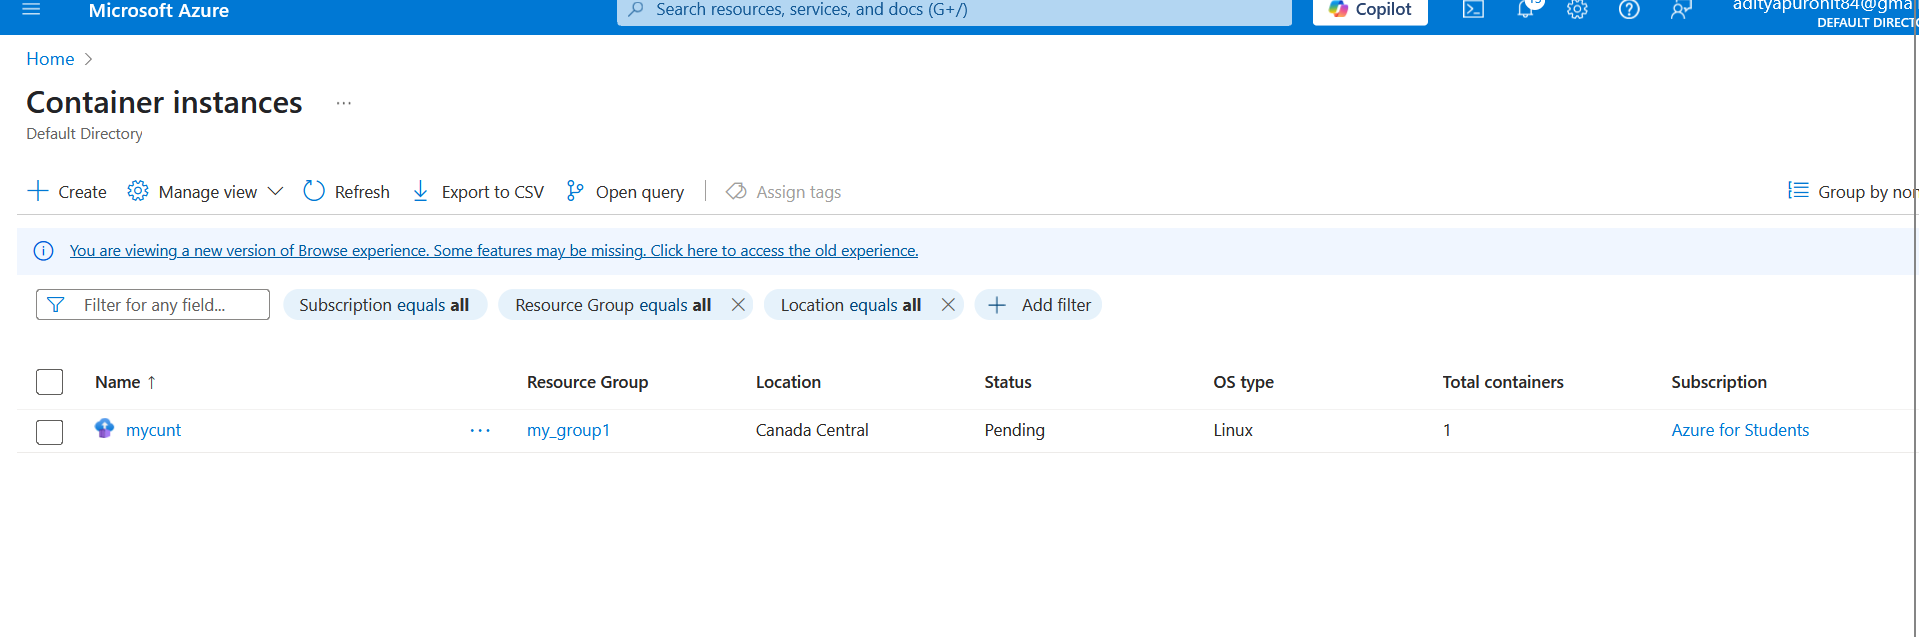 Microsoft Azure
Search resources, services, and docs (G+/)
Copilot
adityapurohit84@gmai
DEFAULT DIRECTO
Home
Container instances
...
Default Directory
Create
Manage view
Refresh
Export to CSV
Open query
Assign tags
Group by non
You are viewing a new version of Browse experience. Some features may be missing. Click here to access the old experience.
Filter for any field...
Subscription equals all
Resource Group equals all
Location equals all
Add filter
Name ↑ Resource Group Location Status OS type Total containers Subscription
mycunt ... my_group1 Canada Central Pending Linux 1 Azure for Students